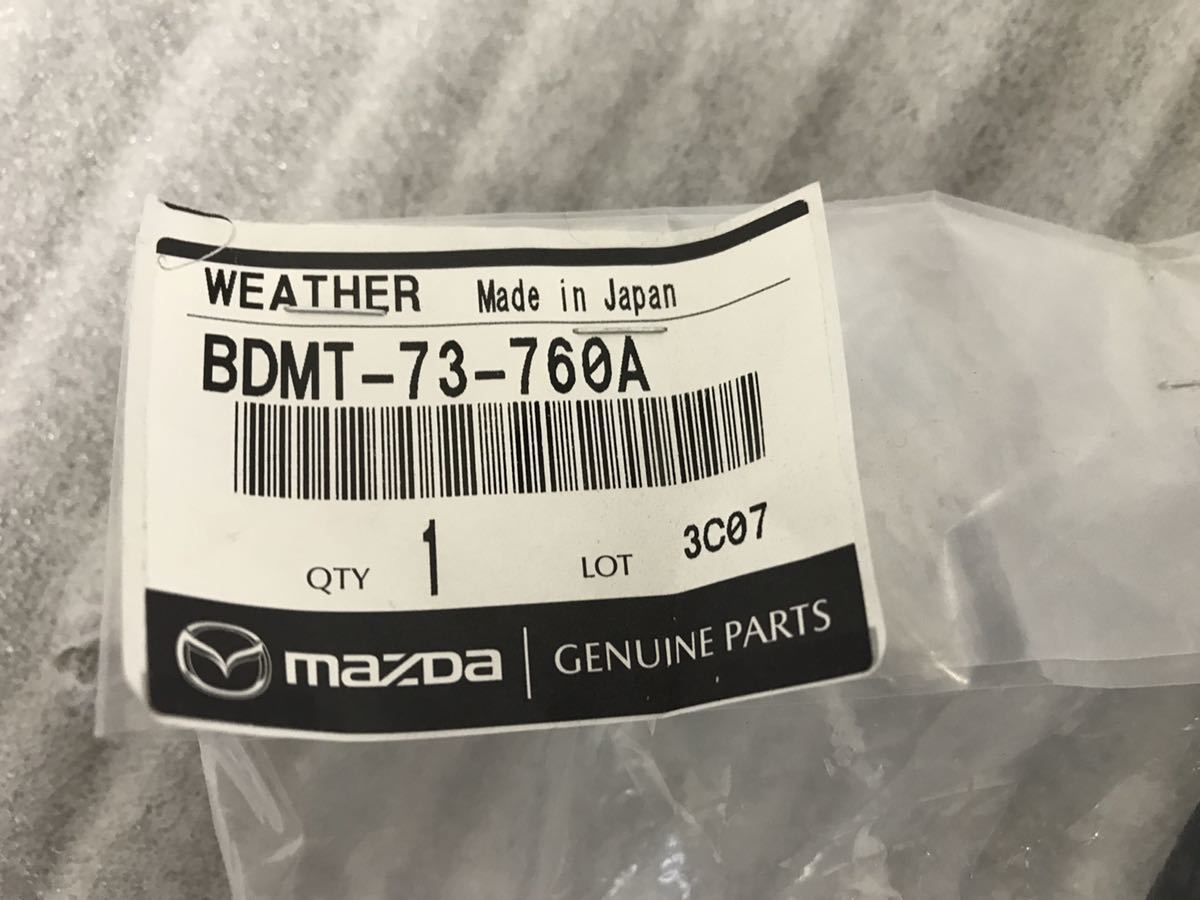 WEATHER Made in Japan
BDMT-73-760A
QTY 1 LOT 3C07
mazDa GENUINE PARTS